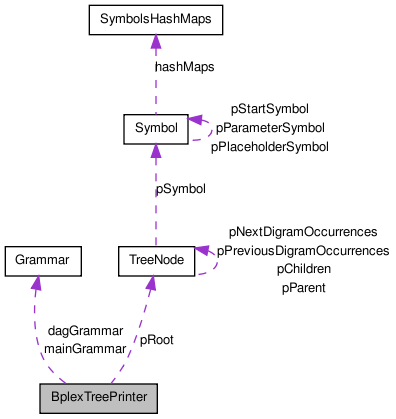 SymbolsHashMaps
hashMaps
Symbol
pStartSymbol
pParameterSymbol
pPlaceholderSymbol
pSymbol
Grammar
TreeNode
pNextDigramOccurrences
pPreviousDigramOccurrences
pChildren
pParent
dagGrammar
mainGrammar
pRoot
BplexTreePrinter